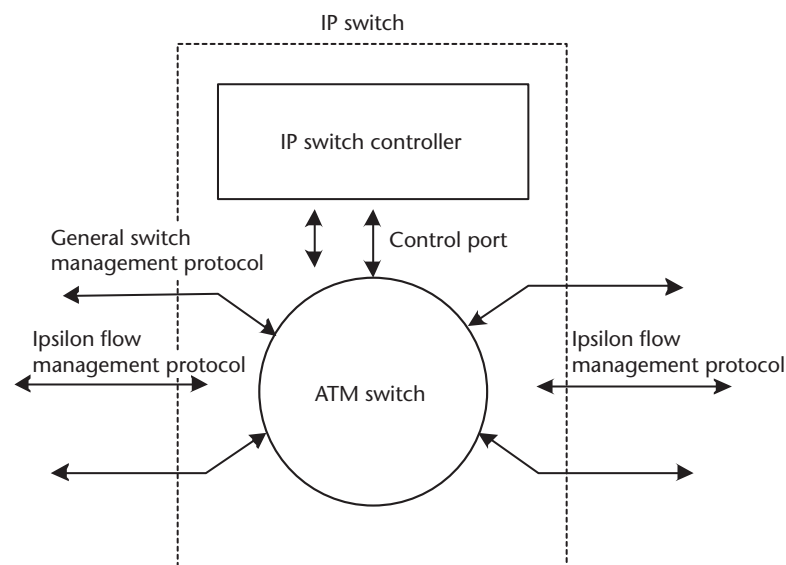 IP switch
IP switch controller
General switch
management protocol
Control port
Ipsilon flow
management protocol
ATM switch
Ipsilon flow
management protocol